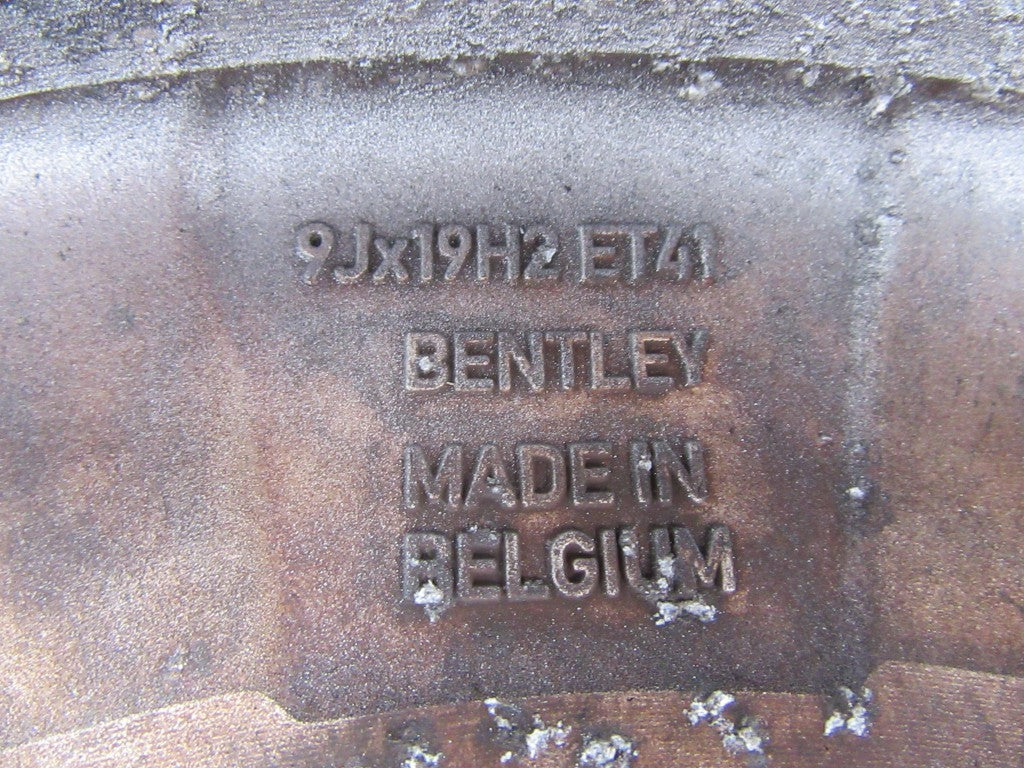 9Jx19H2 ET41
BENTLEY
MADE IN
BELGIUM